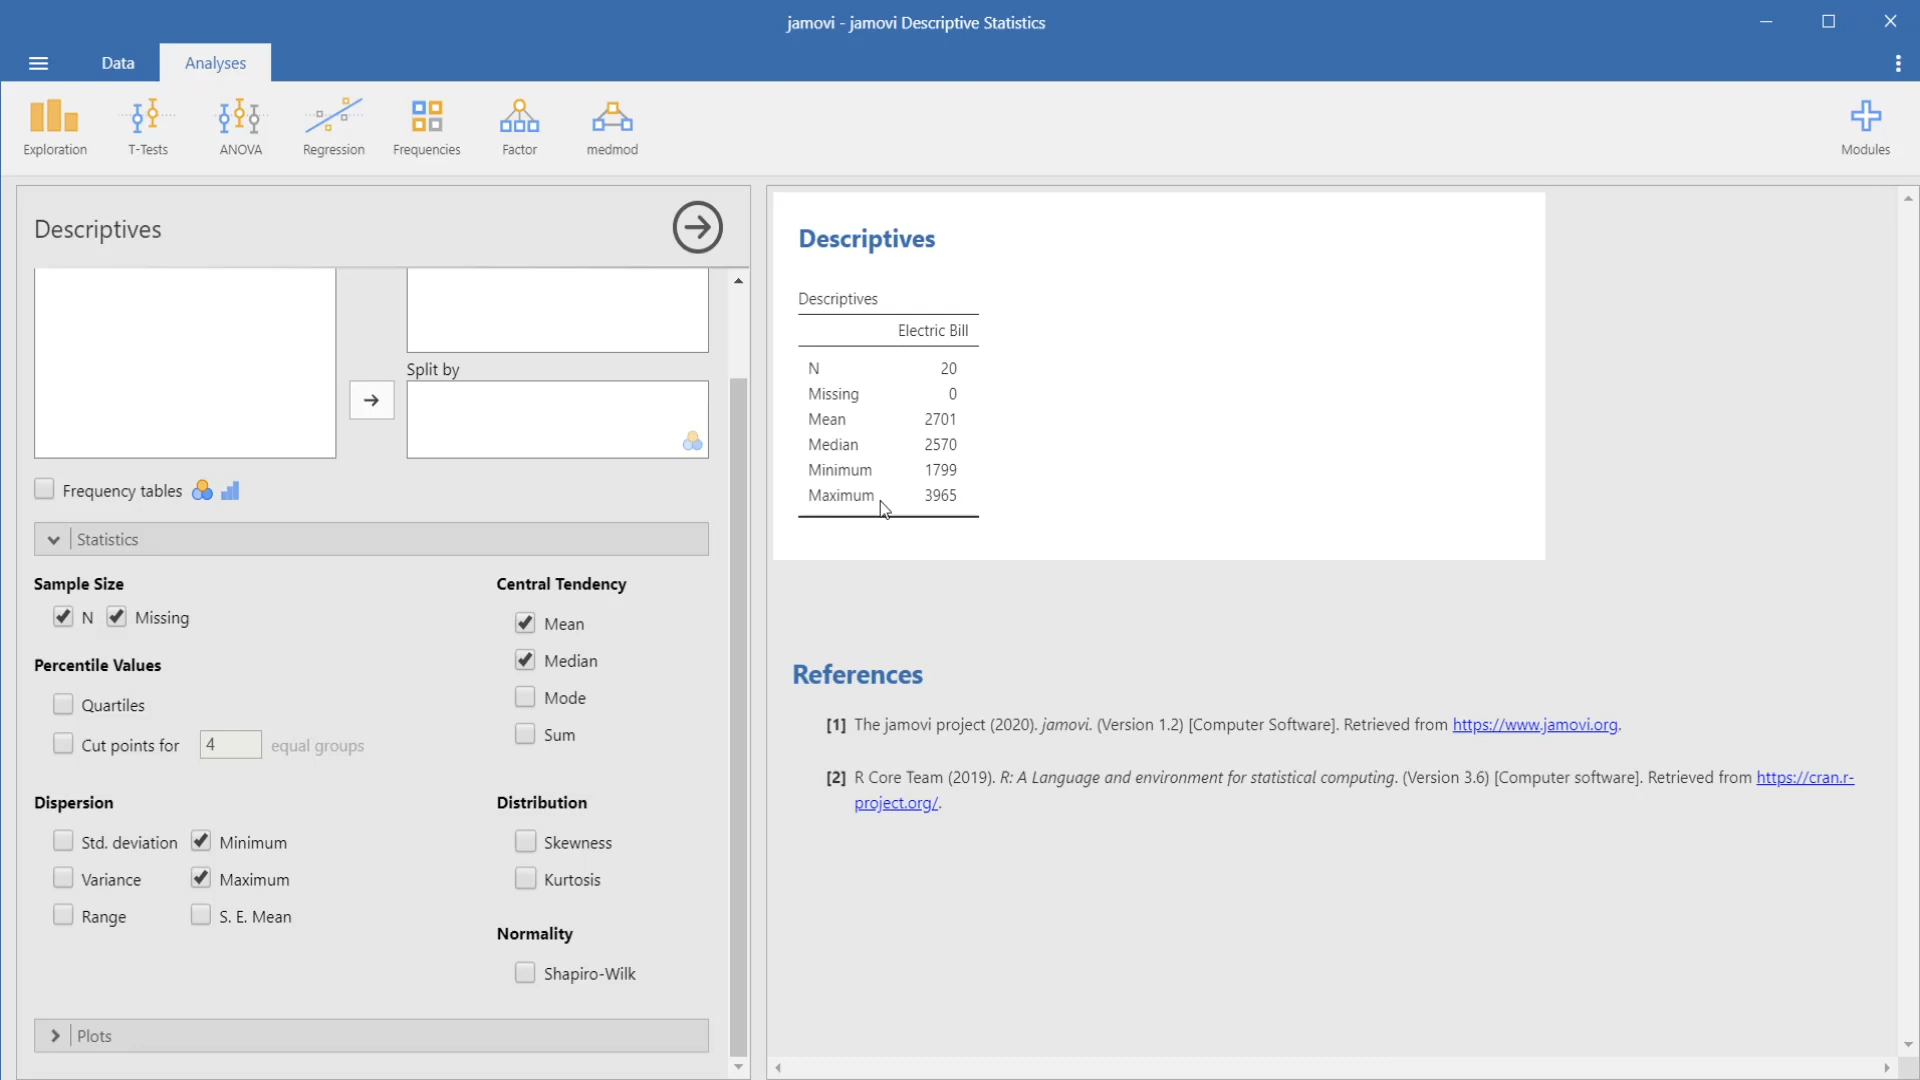 jamovi - jamovi Descriptive Statistics
Data
Analyses
Exploration
T-Tests
ANOVA
Regression
Frequencies
Factor
medmod
Modules
Descriptives
Split by
Frequency tables
Statistics
Sample Size
N
Missing
Percentile Values
Quartiles
Cut points for 4 equal groups
Dispersion
Std. deviation
Minimum
Variance
Maximum
Range
S. E. Mean
Central Tendency
Mean
Median
Mode
Sum
Distribution
Skewness
Kurtosis
Normality
Shapiro-Wilk
Plots
Descriptives
Descriptives
Electric Bill
N 20
Missing 0
Mean 2701
Median 2570
Minimum 1799
Maximum 3965
References
[1] The jamovi project (2020). jamovi. (Version 1.2) [Computer Software]. Retrieved from https://www.jamovi.org.
[2] R Core Team (2019). R: A Language and environment for statistical computing. (Version 3.6) [Computer software]. Retrieved from https://cran.r-
project.org/.